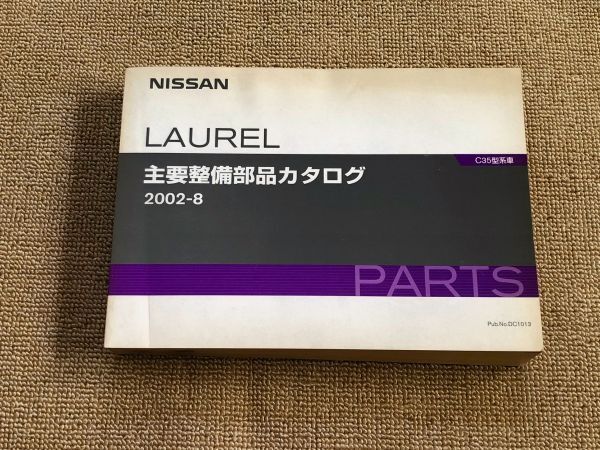 NISSAN
LAUREL
C35型系車
主要整備部品カタログ
2002-8
PARTS
Pub.No.DC1013